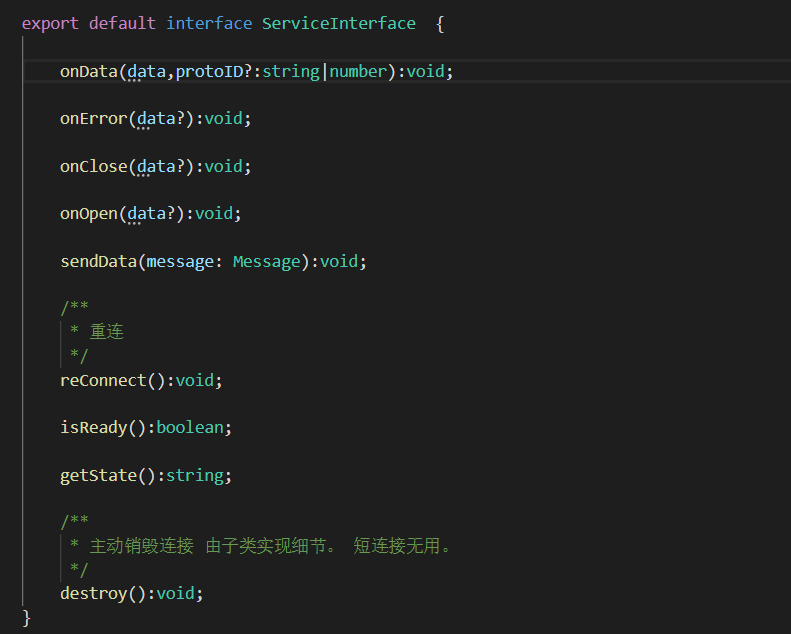 export default interface ServiceInterface  {
onData(data,protoID?:string|number):void;
onError(data?):void;
onClose(data?):void;
onOpen(data?):void;
sendData(message: Message):void;
/**
* 重连
*/
reConnect():void;
isReady():boolean;
getState():string;
/**
* 主动销毁连接 由子类实现细节。 短连接无用。
*/
destroy():void;
}